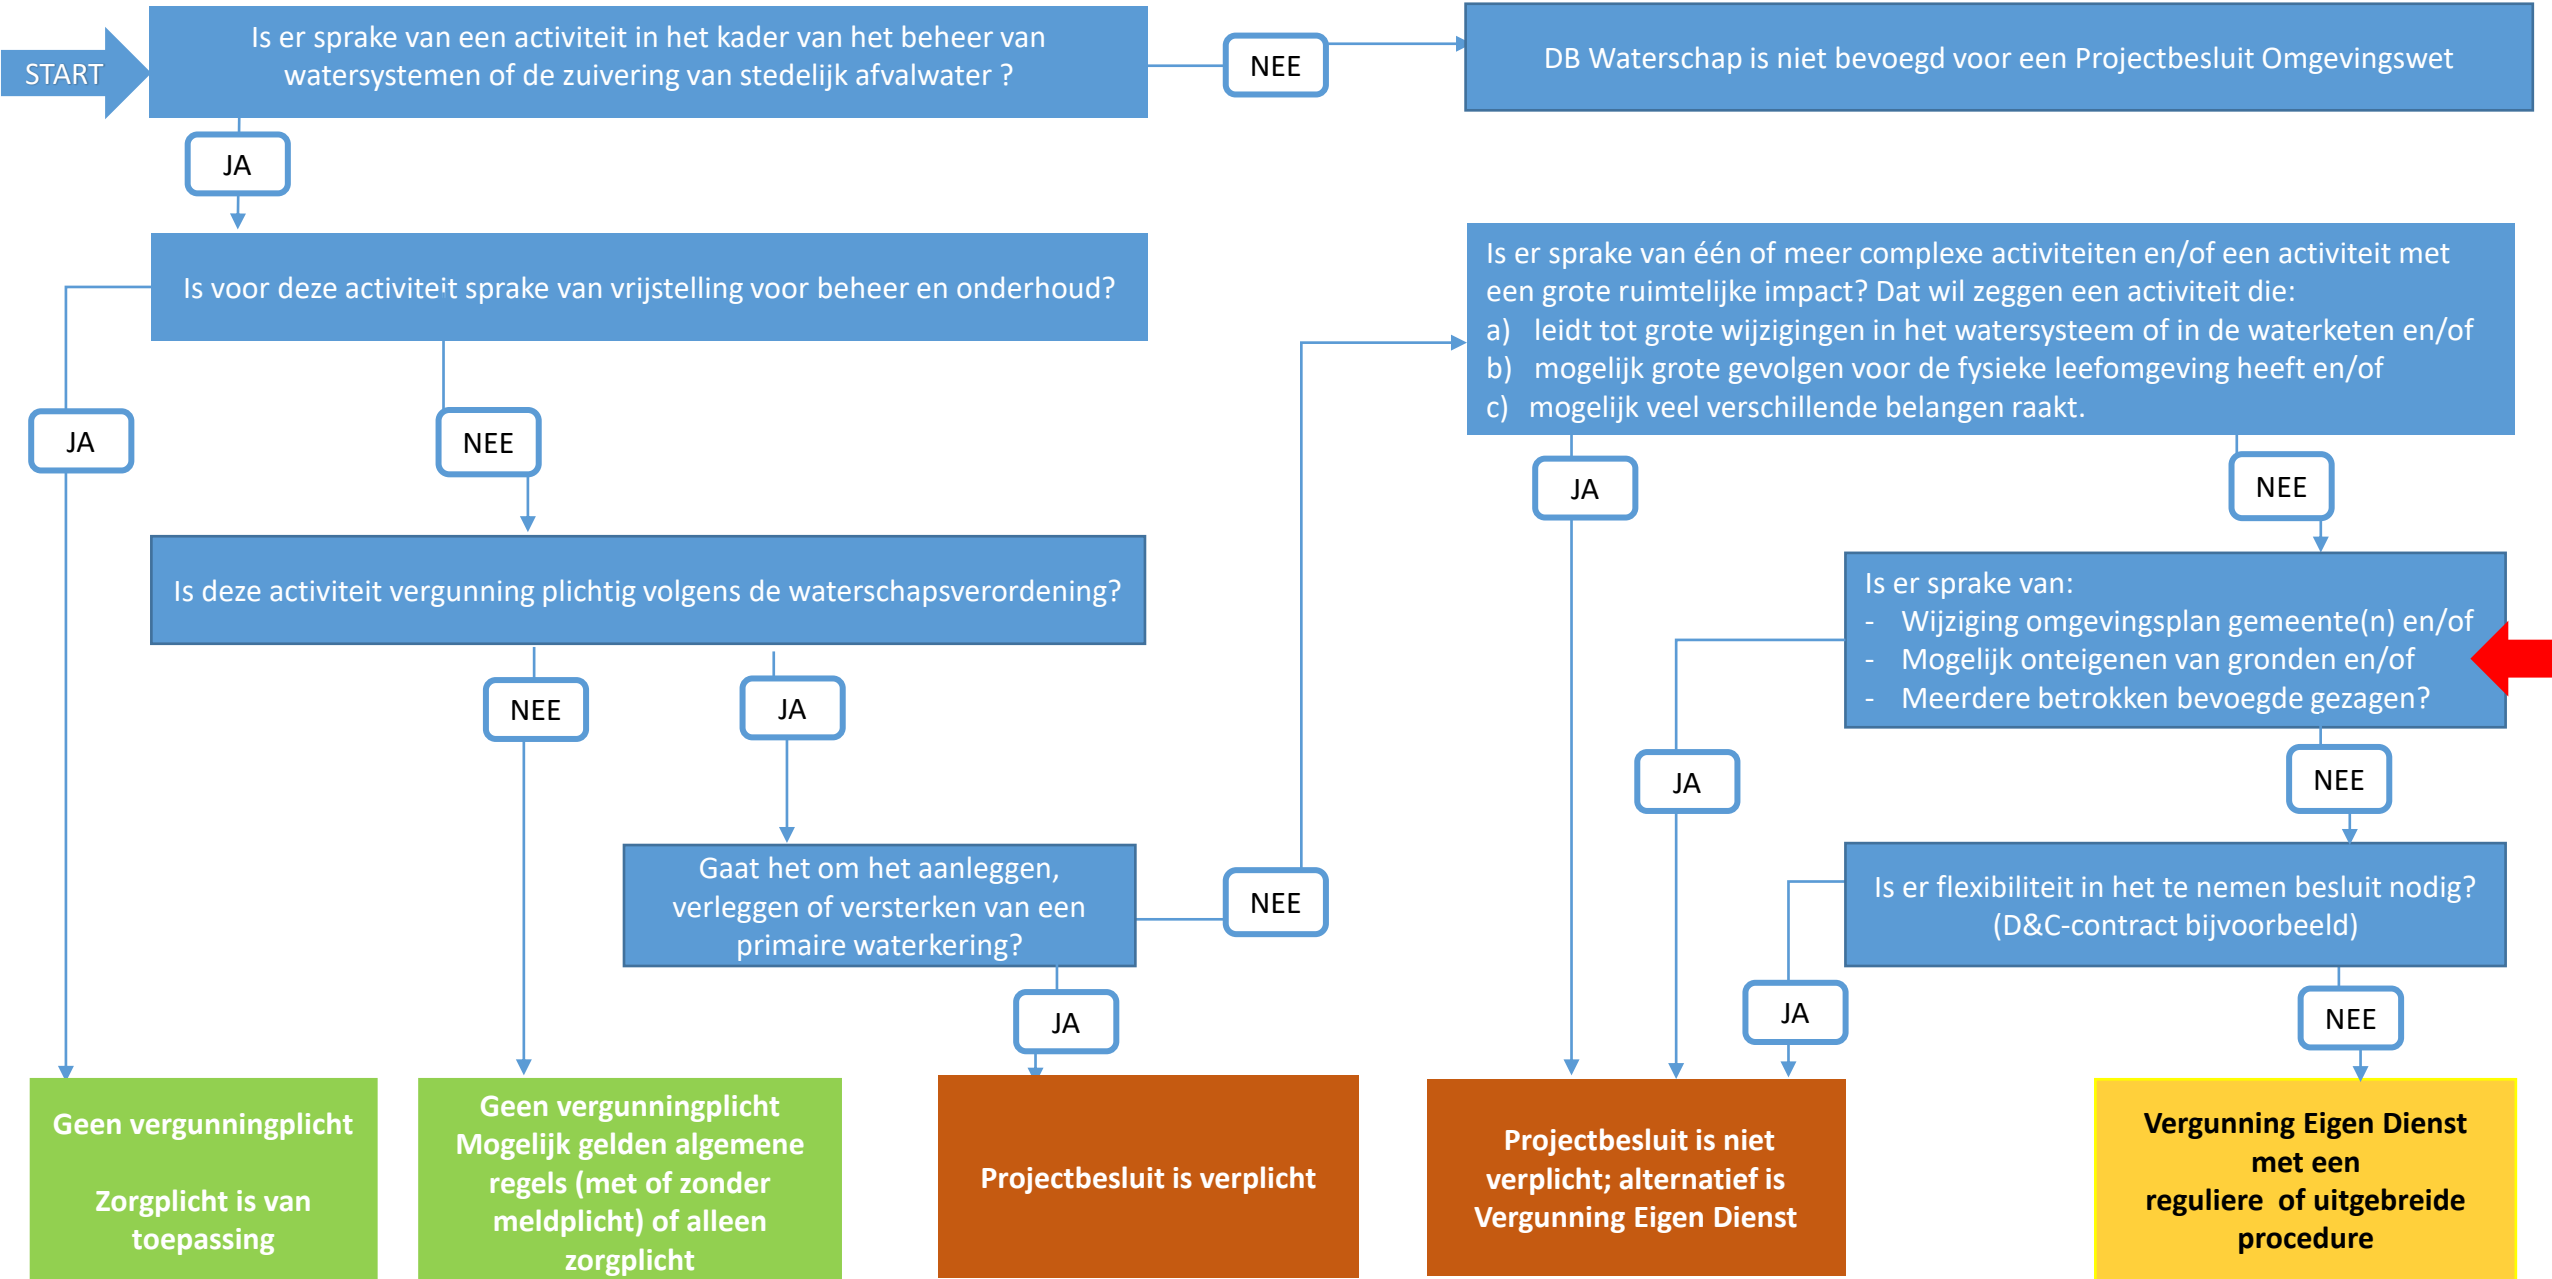 START
Is er sprake van een activiteit in het kader van het beheer van
watersystemen of de zuivering van stedelijk afvalwater ?
NEE
DB Waterschap is niet bevoegd voor een Projectbesluit Omgevingswet
JA
Is voor deze activiteit sprake van vrijstelling voor beheer en onderhoud?
JA
NEE
Is deze activiteit vergunning plichtig volgens de waterschapsverordening?
NEE
JA
Gaat het om het aanleggen,
verleggen of versterken van een
primaire waterkering?
NEE
JA
Is er sprake van één of meer complexe activiteiten en/of een activiteit met
een grote ruimtelijke impact? Dat wil zeggen een activiteit die:
a) leidt tot grote wijzigingen in het watersysteem of in de waterketen en/of
b) mogelijk grote gevolgen voor de fysieke leefomgeving heeft en/of
c) mogelijk veel verschillende belangen raakt.
JA
NEE
Is er sprake van:
- Wijziging omgevingsplan gemeente(n) en/of
- Mogelijk onteigenen van gronden en/of
- Meerdere betrokken bevoegde gezagen?
JA
NEE
Is er flexibiliteit in het te nemen besluit nodig?
(D&C-contract bijvoorbeeld)
JA
NEE
Geen vergunningplicht
Zorgplicht is van
toepassing
Geen vergunningplicht
Mogelijk gelden algemene
regels (met of zonder
meldplicht) of alleen
zorgplicht
Projectbesluit is verplicht
Projectbesluit is niet
verplicht; alternatief is
Vergunning Eigen Dienst
Vergunning Eigen Dienst
met een
reguliere of uitgebreide
procedure